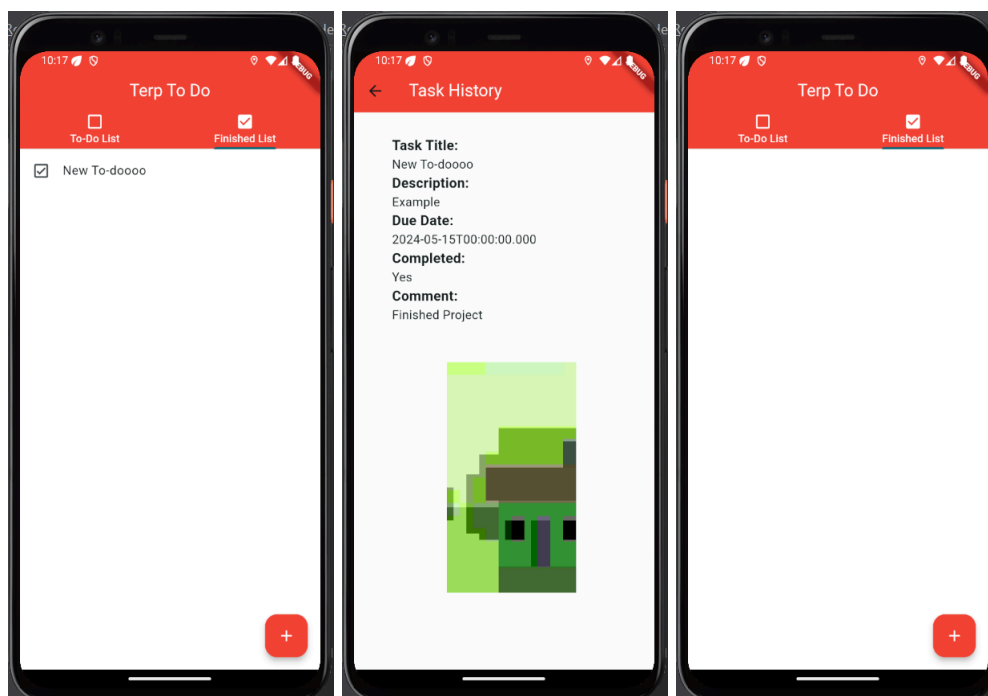 10:17
DEBUG
Terp To Do
To-Do List
Finished List
New To-doooo
10:17
DEBUG
Task History
Task Title:
New To-doooo
Description:
Example
Due Date:
2024-05-15T00:00:00.000
Completed:
Yes
Comment:
Finished Project
10:17
DEBUG
Terp To Do
To-Do List
Finished List